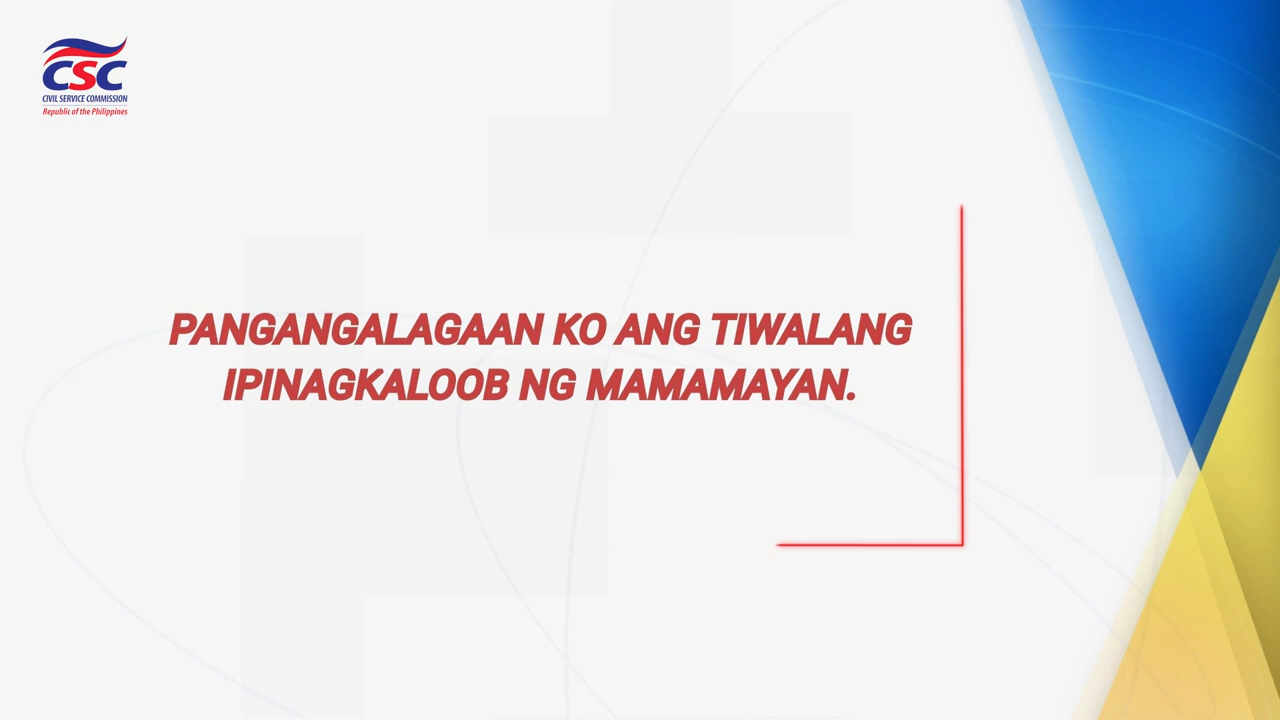 CSC
CIVIL SERVICE COMMISSION
Republic of the Philippines
PANGANGALAGAAN KO ANG TIWALANG
IPINAGKALOOB NG MAMAMAYAN.